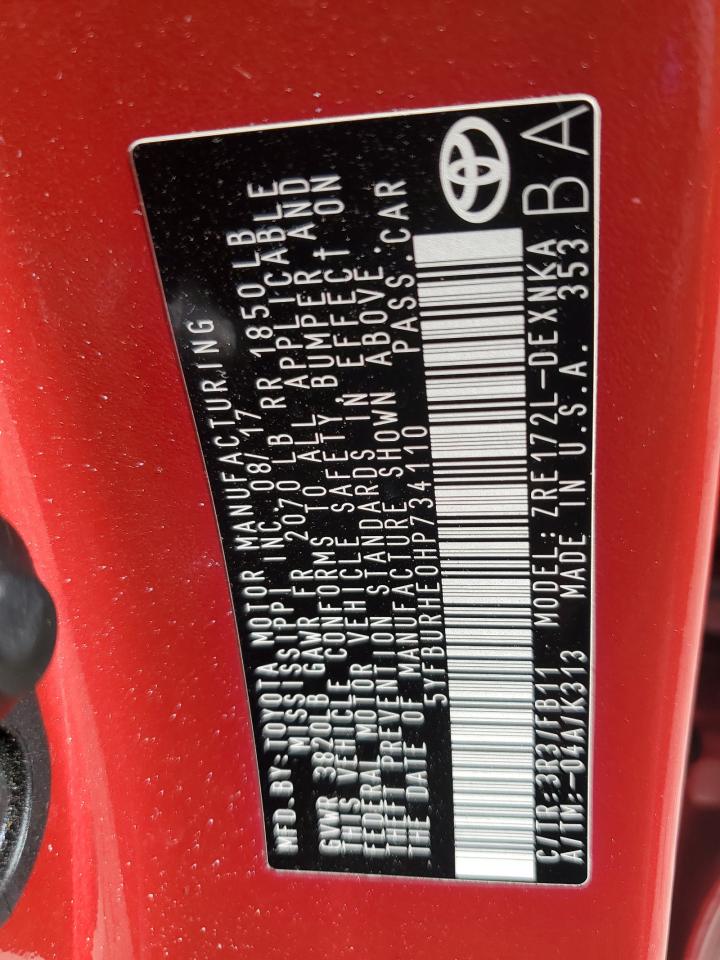 MFD.BY:TOYOTA MOTOR MANUFACTURING
MISSISSIPPI INC. 08/17
GVWR 3820LB GAWR FR 2070 LB RR 1850 LB
THIS VEHICLE CONFORMS TO ALL APPLICABLE
FEDERAL MOTOR VEHICLE SAFETY, BUMPER AND
THEFT PREVENTION STANDARDS IN EFFECT ON
THE DATE OF MANUFACTURE SHOWN ABOVE.
5YFBURHE0HP734110 PASS.CAR
C/TR:3R3/FB11 MODEL:ZRE172L-DEXNKA
A/TM:-04A/K313 MADE IN U.S.A. 353
BA